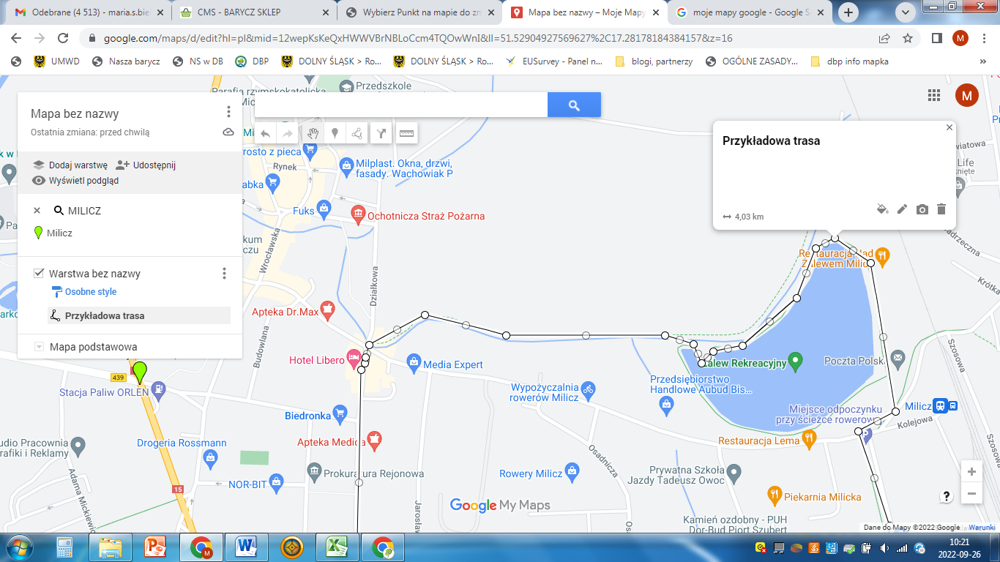 Odebrane (4 513) - maria.s.bie
CMS - BARYCZ SKLEP
Wybierz Punkt na mapie do zn
Mapa bez nazwy – Moje Mapy
moje mapy google - Google S
google.com/maps/d/edit?hl=pl&mid=12wepKsKeQxHWWVBrNBLoCcm4TQOwWnI&ll=51.52904927569627%2C17.28178184384157&z=16
M
UMWD
Nasza barycz
NS w DB
DBP
DOLNY ŚLĄSK > Ro...
DOLNY ŚLĄSK > Ro...
EUSurvey - Panel n...
blogi, partnerzy
OGÓLNE ZASADY...
dbp info mapka
»
Parafia rzymskokatolicka
Przedszkole
Mapa bez nazwy
Ostatnia zmiana: przed chwilą
M
Dodaj warstwę
Udostępnij
Wyświetl podgląd
MILICZ
Milicz
Warstwa bez nazwy
Osobne style
Przykładowa trasa
Mapa podstawowa
Przykładowa trasa
4,03 km
Rynek
Milplast. Okna, drzwi,
fasady. Wachowiak P
Fuks
Ochotnicza Straż Pożarna
Wrocławska
Działkowa
Life
Restauracja Nad
Zalewem Milic
Krótka
Apteka Dr.Max
Budowlana
Hotel Libero
Media Expert
Zalew Rekreacyjny
Poczta Polsk
Szosowa
439
Stacja Paliw ORLEN
Wypożyczalnia
rowerów Milicz
Przedsiębiorstwo
Handlowe Aubud Bis...
Miejsce odpoczynku
przy ścieżce rowerowe
P
Milicz
Kolejowa
Biedronka
Drogeria Rossmann
Apteka Medica
Restauracja Lema
Szosowa
udio Pracownia
rafiki i Reklamy
Adama Mickiew
NOR-BIT
15
Prokuratura Rejonowa
Jarosław
Rowery Milicz
Osadnicza
Prywatna Szkoła
Jazdy Tadeusz Owoc
Piekarnia Milicka
Kamień ozdobny - PUH
Dor-Bud Piort Szubert
Google My Maps
+
−
?
Dane do Mapy ©2022 Google
Warunki
10:21
2022-09-26